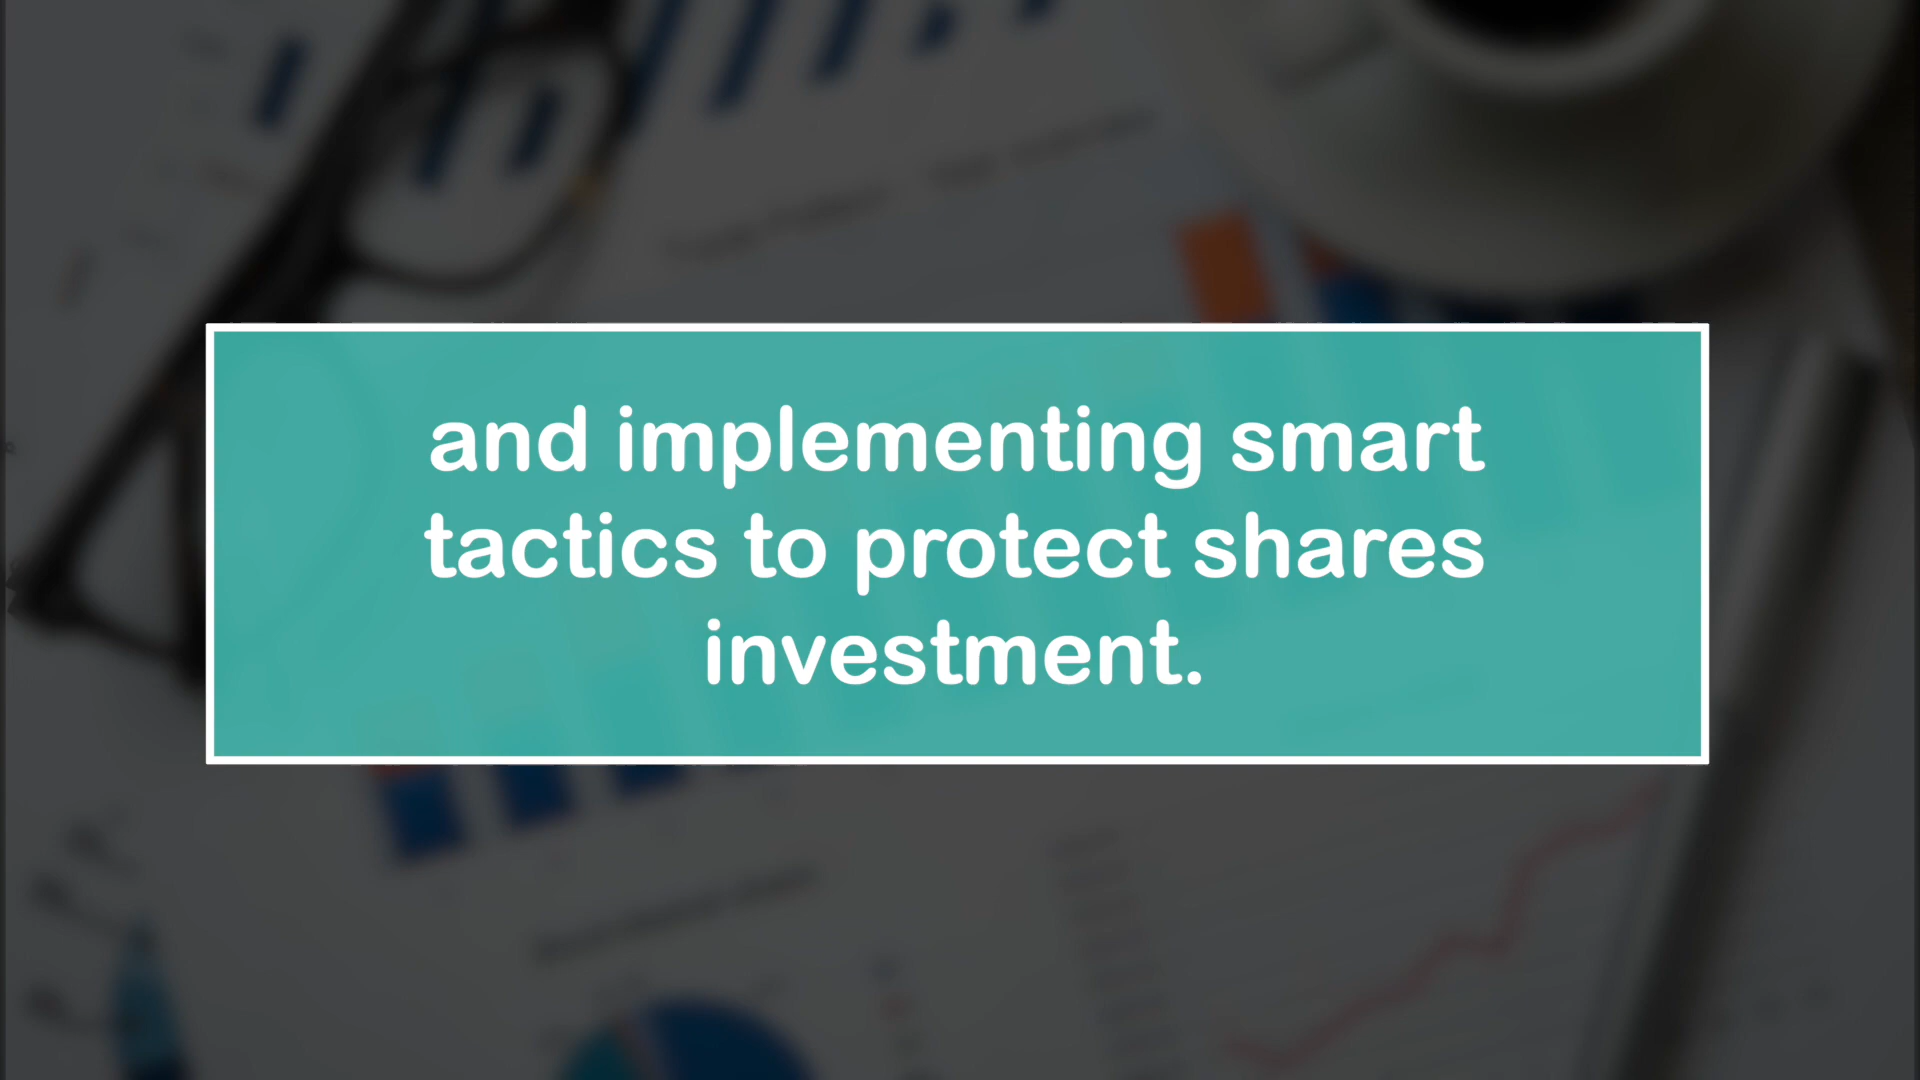 and implementing smart
tactics to protect shares
investment.